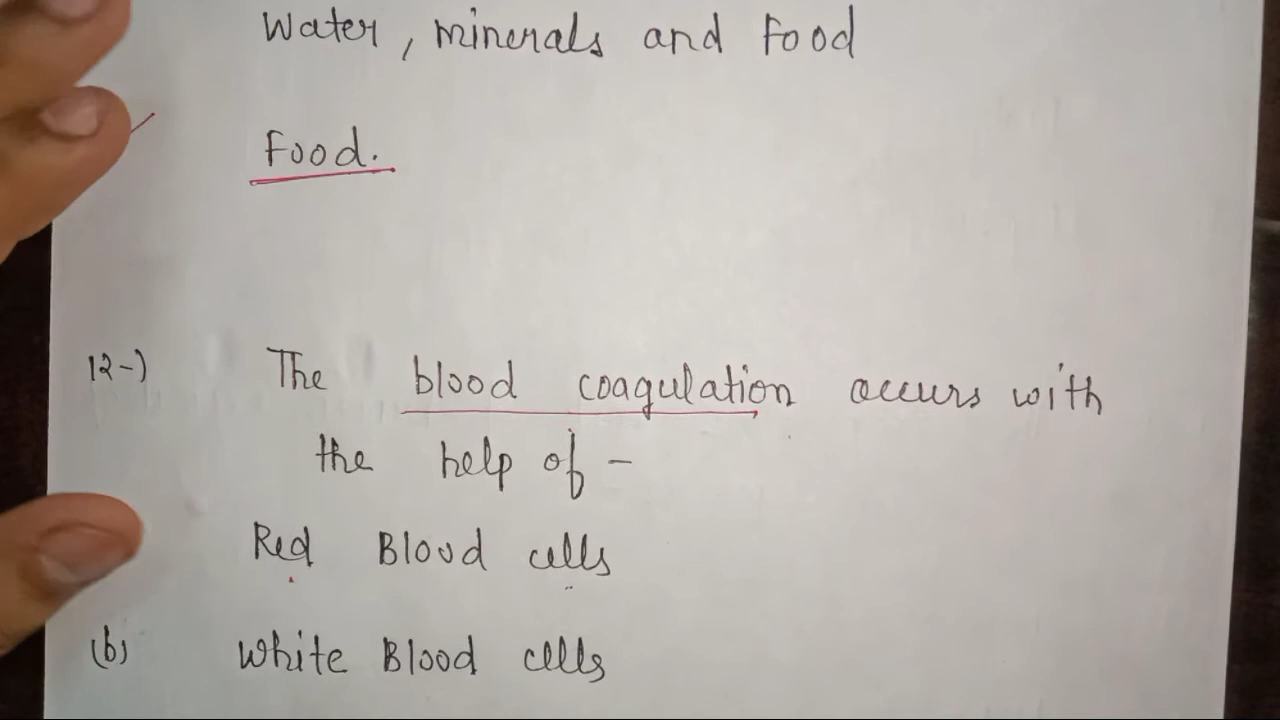 Water, minerals and Food
Food.
12-) The blood coagulation occurs with
the help of -
Red Blood cells
(b) White Blood cells